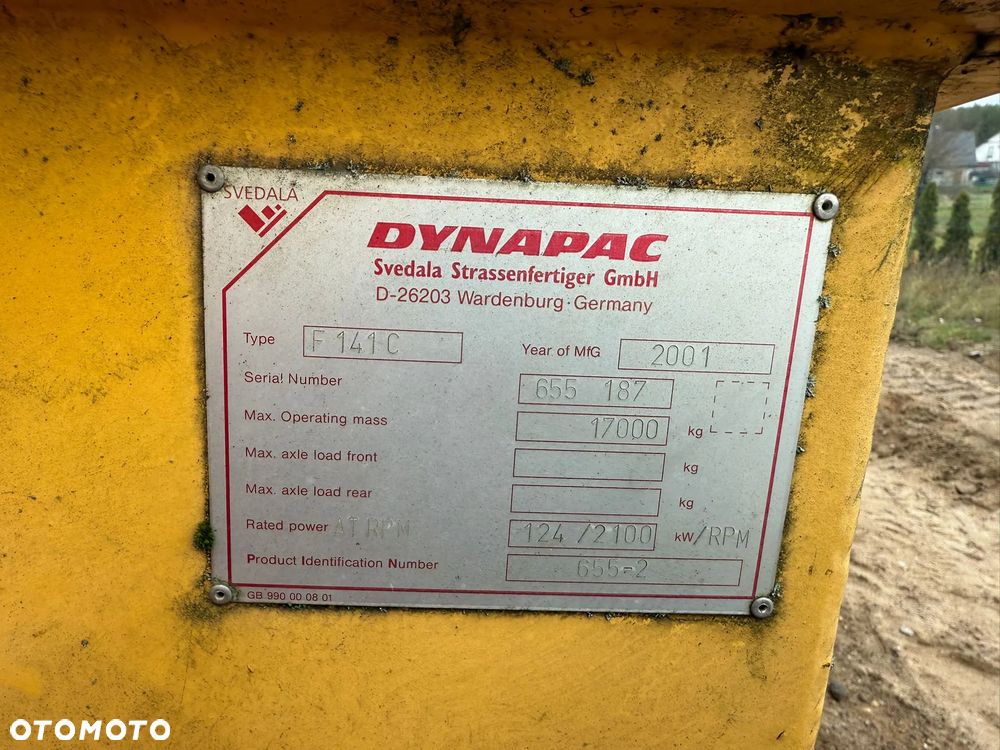 SVEDALA
DYNAPAC
Svedala Strassenfertiger GmbH
D-26203 Wardenburg · Germany
Type F 141 C Year of MfG 2001
Serial Number 655 187
Max. Operating mass 17000 kg
Max. axle load front kg
Max. axle load rear kg
Rated power AT RPM 124 /2100 kW/RPM
Product Identification Number 655-2
GB 990 00 08 01
OTOMOTO